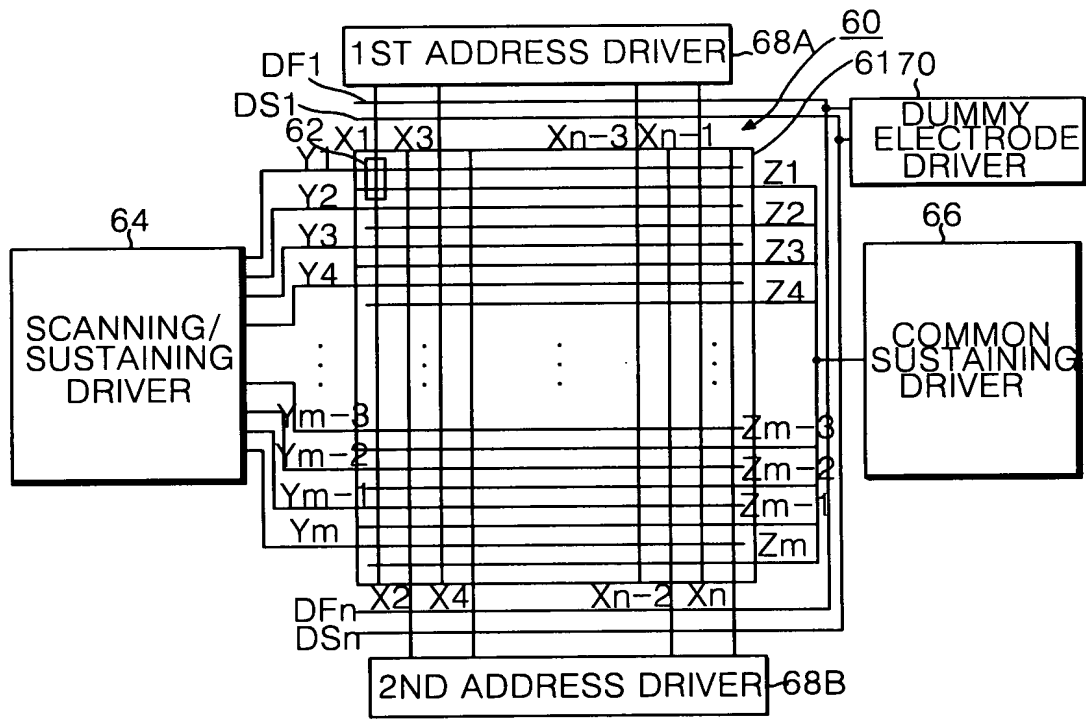 1ST ADDRESS DRIVER
68A
60
6170
DF1
DS1
DUMMY
ELECTRODE
DRIVER
62
X1 X3 Xn-3 Xn-1
Y1
Z1
Y2
Z2
64
66
Y3
Z3
Y4
Z4
SCANNING/
SUSTAINING
DRIVER
COMMON
SUSTAINING
DRIVER
Ym-3
Zm-3
Ym-2
Zm-2
Ym-1
Zm-1
Ym
Zm
X2 X4 Xn-2 Xn
DFn
DSn
2ND ADDRESS DRIVER
68B